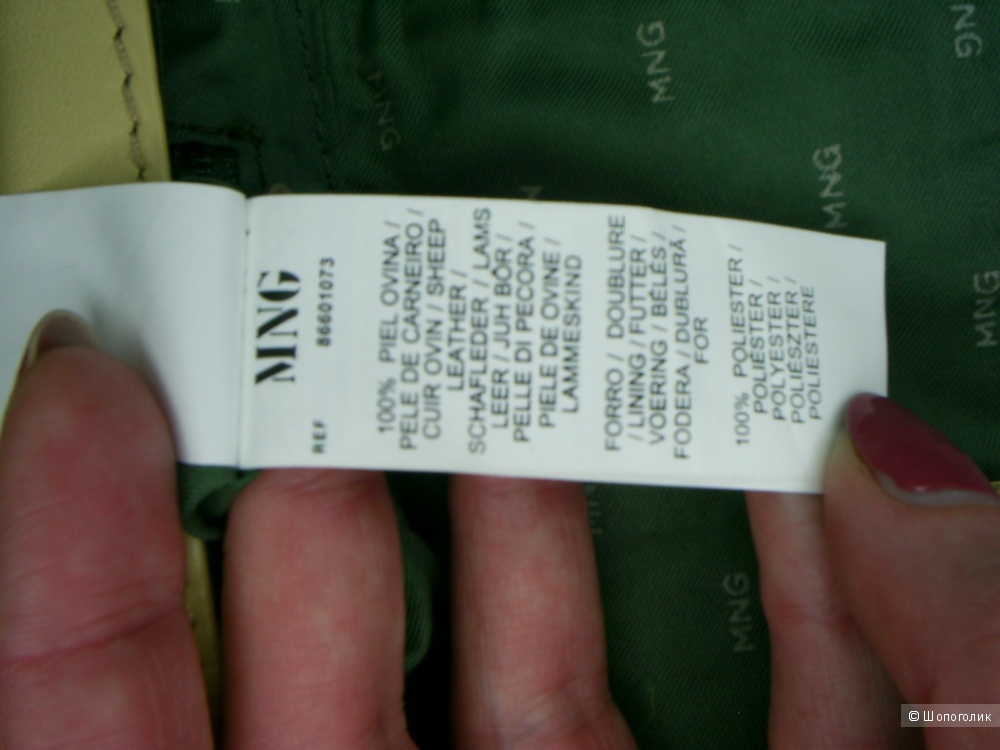 MNG
REF 86601073
100% PIEL OVINA /
PELE DE CARNEIRO /
CUIR OVIN / SHEEP
LEATHER /
SCHAFLEDER / LAMS
LEER / JUH BŐR /
PELLE DI PECORA /
PIELE DE OVINE /
LAMMESKIND
FORRO / DOUBLURE
/ LINING / FUTTER /
VOERING / BÉLÉS /
FODERA / DUBLURĂ /
FOR
100% POLIESTER /
POLIÉSTER /
POLYESTER /
POLIÉSZTER /
POLIESTERE
MNG
MNG
MNG
MNG
MNG
MNG
© Шопоголик